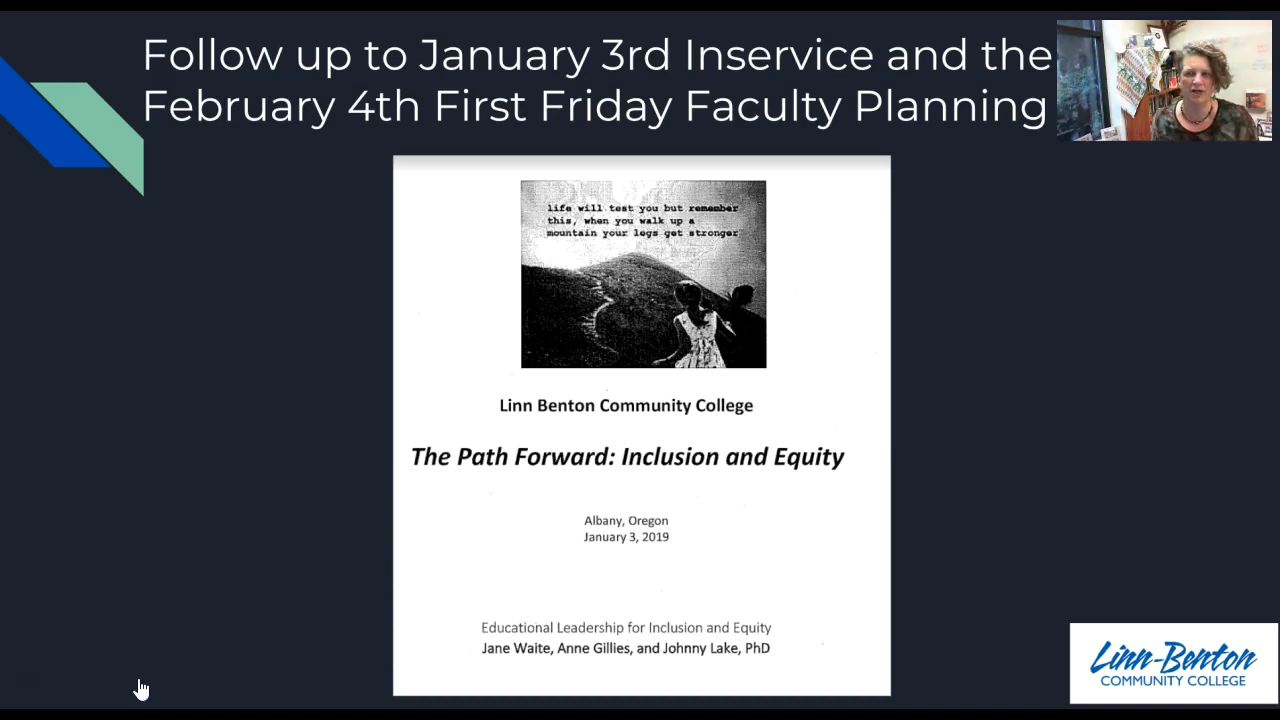 Follow up to January 3rd Inservice and the
February 4th First Friday Faculty Planning
life will test you but remember
this, when you walk up a
mountain your legs get stronger
Linn Benton Community College
The Path Forward: Inclusion and Equity
Albany, Oregon
January 3, 2019
Educational Leadership for Inclusion and Equity
Jane Waite, Anne Gillies, and Johnny Lake, PhD
Linn-Benton
COMMUNITY COLLEGE